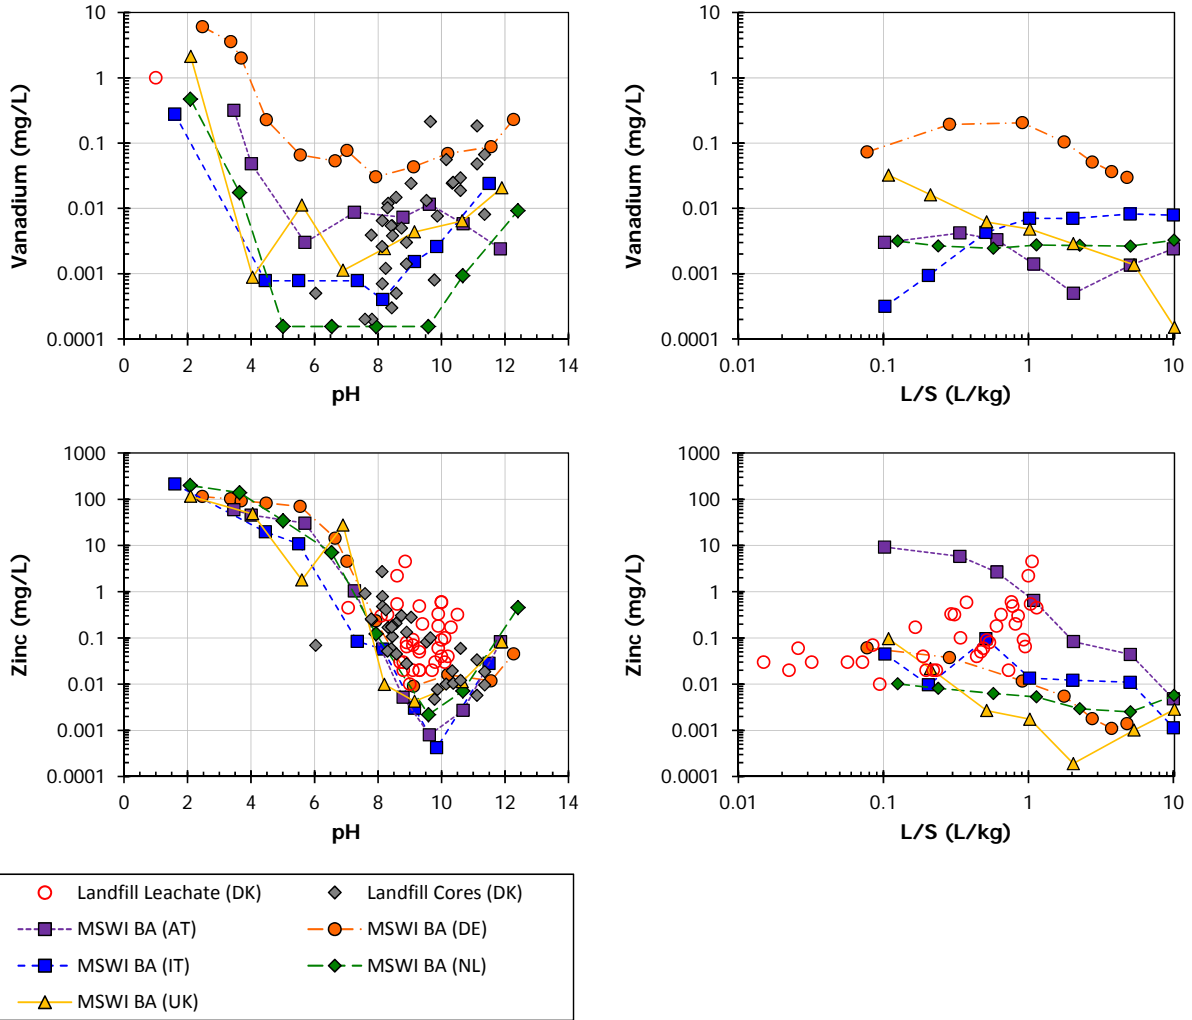 10
1
0.1
0.01
0.001
0.0001
Vanadium (mg/L)
0 2 4 6 8 10 12 14
pH
10
1
0.1
0.01
0.001
0.0001
Vanadium (mg/L)
0.01 0.1 1 10
L/S (L/kg)
1000
100
10
1
0.1
0.01
0.001
0.0001
Zinc (mg/L)
0 2 4 6 8 10 12 14
pH
1000
100
10
1
0.1
0.01
0.001
0.0001
Zinc (mg/L)
0.01 0.1 1 10
L/S (L/kg)
Landfill Leachate (DK) Landfill Cores (DK)
MSWI BA (AT) MSWI BA (DE)
MSWI BA (IT) MSWI BA (NL)
MSWI BA (UK)